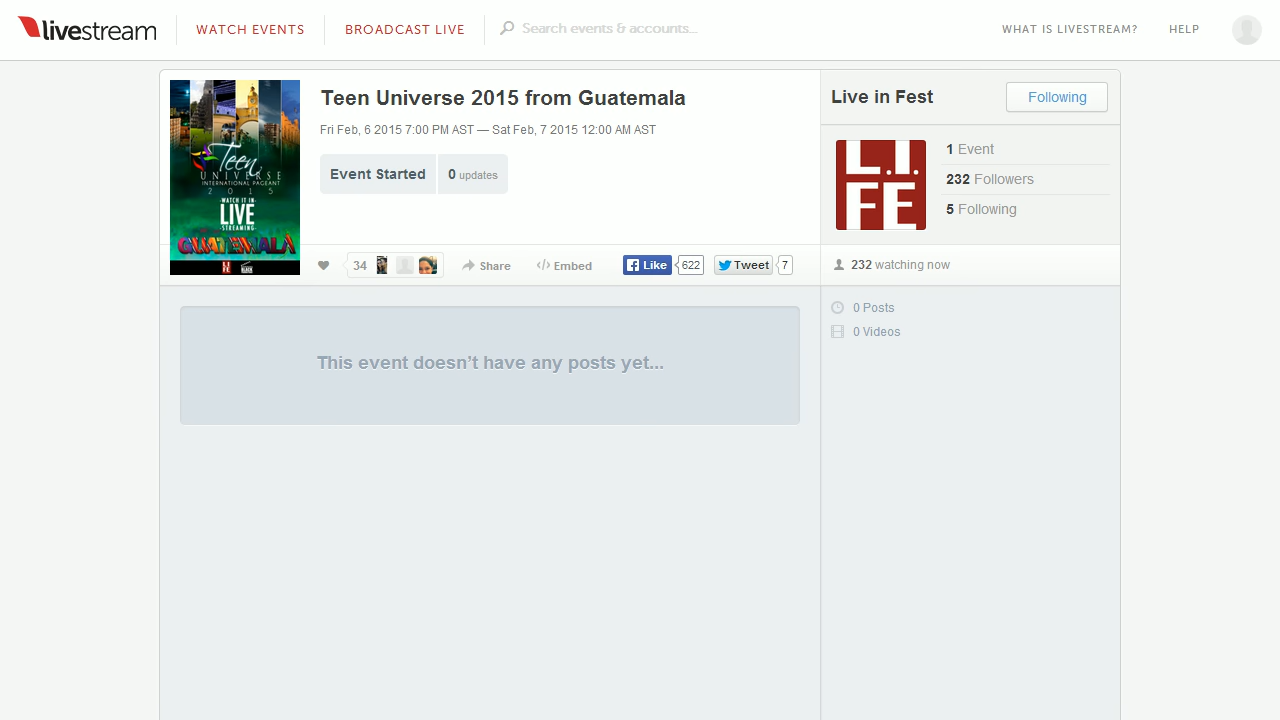 livestream
WATCH EVENTS
BROADCAST LIVE
Search events & accounts...
WHAT IS LIVESTREAM?
HELP
Teen
UNIVERSE
INTERNATIONAL PAGEANT
2015
-WATCH IT IN-
LIVE
STREAMING
GUATEMALA
Teen Universe 2015 from Guatemala
Fri Feb, 6 2015 7:00 PM AST — Sat Feb, 7 2015 12:00 AM AST
Event Started
0 updates
34
Share
Embed
Like
622
Tweet
7
This event doesn’t have any posts yet...
Live in Fest
Following
L.I.
FE
1 Event
232 Followers
5 Following
232 watching now
0 Posts
0 Videos